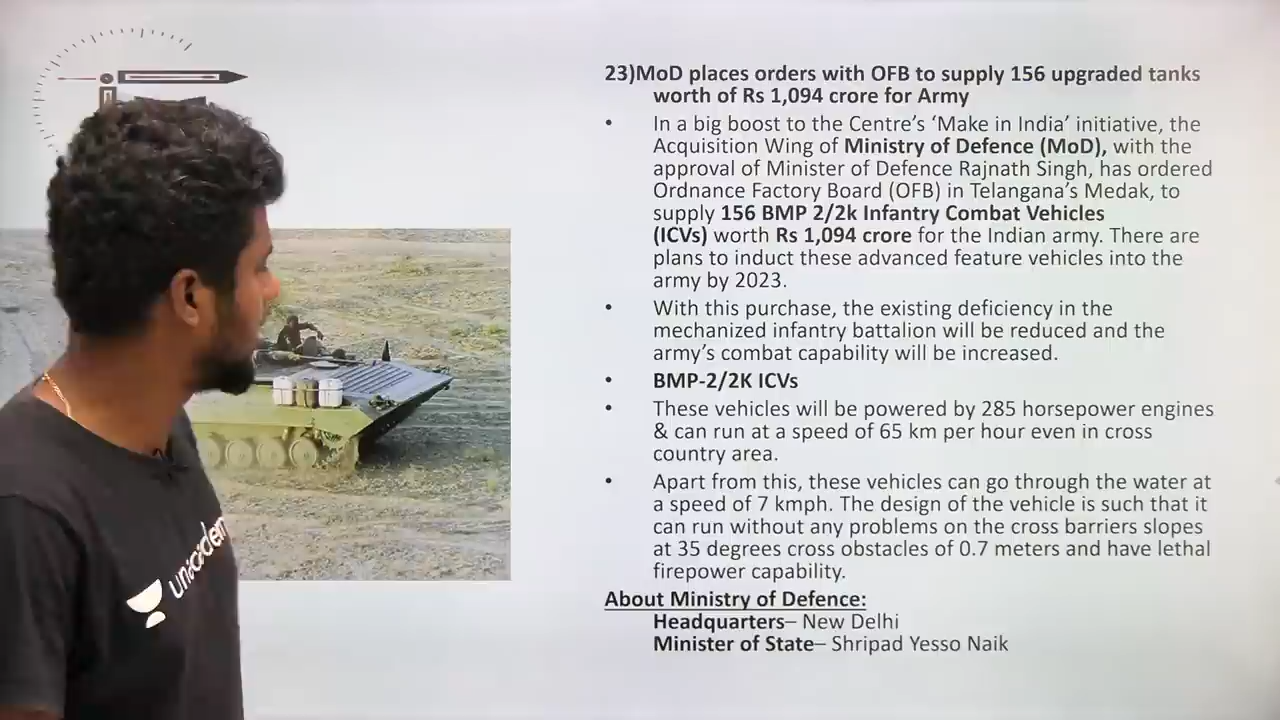 23)MoD places orders with OFB to supply 156 upgraded tanks
worth of Rs 1,094 crore for Army
• In a big boost to the Centre's 'Make in India' initiative, the
Acquisition Wing of Ministry of Defence (MoD), with the
approval of Minister of Defence Rajnath Singh, has ordered
Ordnance Factory Board (OFB) in Telangana's Medak, to
supply 156 BMP 2/2k Infantry Combat Vehicles
(ICVs) worth Rs 1,094 crore for the Indian army. There are
plans to induct these advanced feature vehicles into the
army by 2023.
• With this purchase, the existing deficiency in the
mechanized infantry battalion will be reduced and the
army's combat capability will be increased.
• BMP-2/2K ICVs
• These vehicles will be powered by 285 horsepower engines
& can run at a speed of 65 km per hour even in cross
country area.
• Apart from this, these vehicles can go through the water at
a speed of 7 kmph. The design of the vehicle is such that it
can run without any problems on the cross barriers slopes
at 35 degrees cross obstacles of 0.7 meters and have lethal
firepower capability.
About Ministry of Defence:
Headquarters– New Delhi
Minister of State– Shripad Yesso Naik